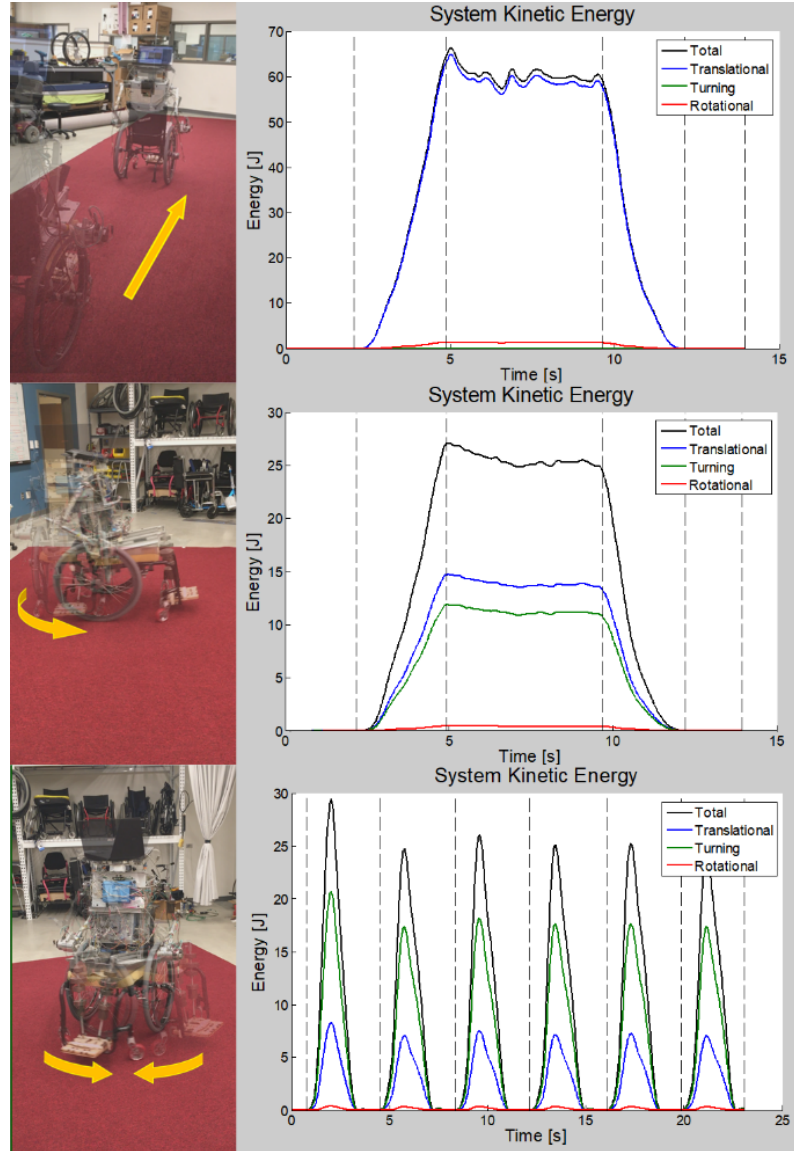 System Kinetic Energy
70
60
50
40
30
20
10
0
Energy [J]
Total
Translational
Turning
Rotational
0 5 10 15
Time [s]
System Kinetic Energy
30
25
20
15
10
5
0
Energy [J]
Total
Translational
Turning
Rotational
0 5 10 15
Time [s]
System Kinetic Energy
30
25
20
15
10
5
0
Energy [J]
Total
Translational
Turning
Rotational
0 5 10 15 20 25
Time [s]